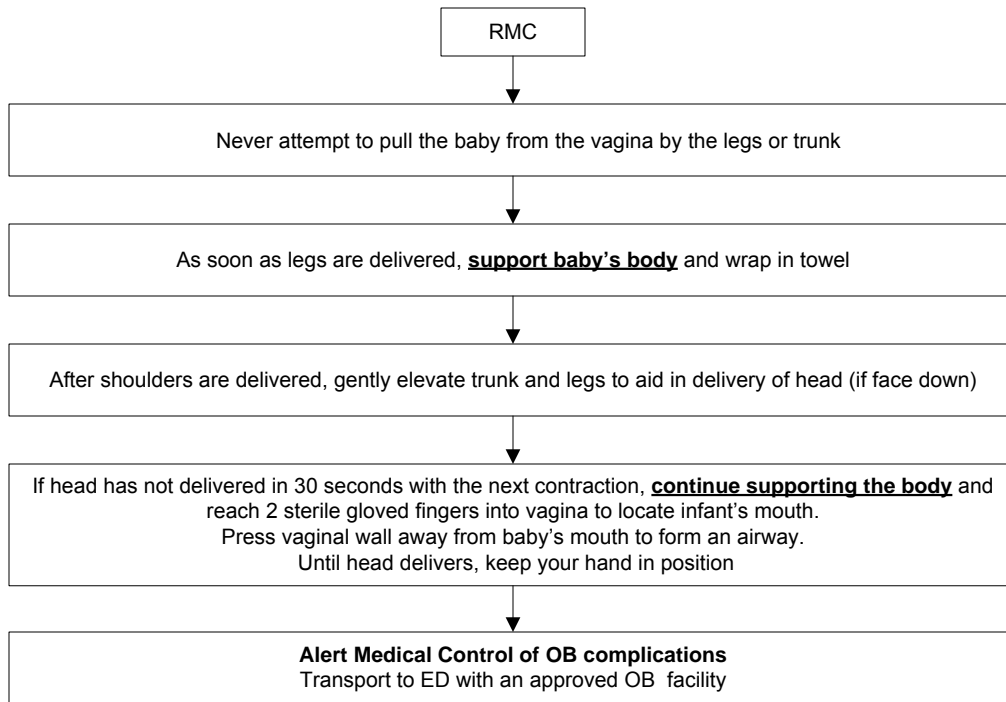 RMC
Never attempt to pull the baby from the vagina by the legs or trunk
As soon as legs are delivered, support baby’s body and wrap in towel
After shoulders are delivered, gently elevate trunk and legs to aid in delivery of head (if face down)
If head has not delivered in 30 seconds with the next contraction, continue supporting the body and
reach 2 sterile gloved fingers into vagina to locate infant’s mouth.
Press vaginal wall away from baby’s mouth to form an airway.
Until head delivers, keep your hand in position
Alert Medical Control of OB complications
Transport to ED with an approved OB facility